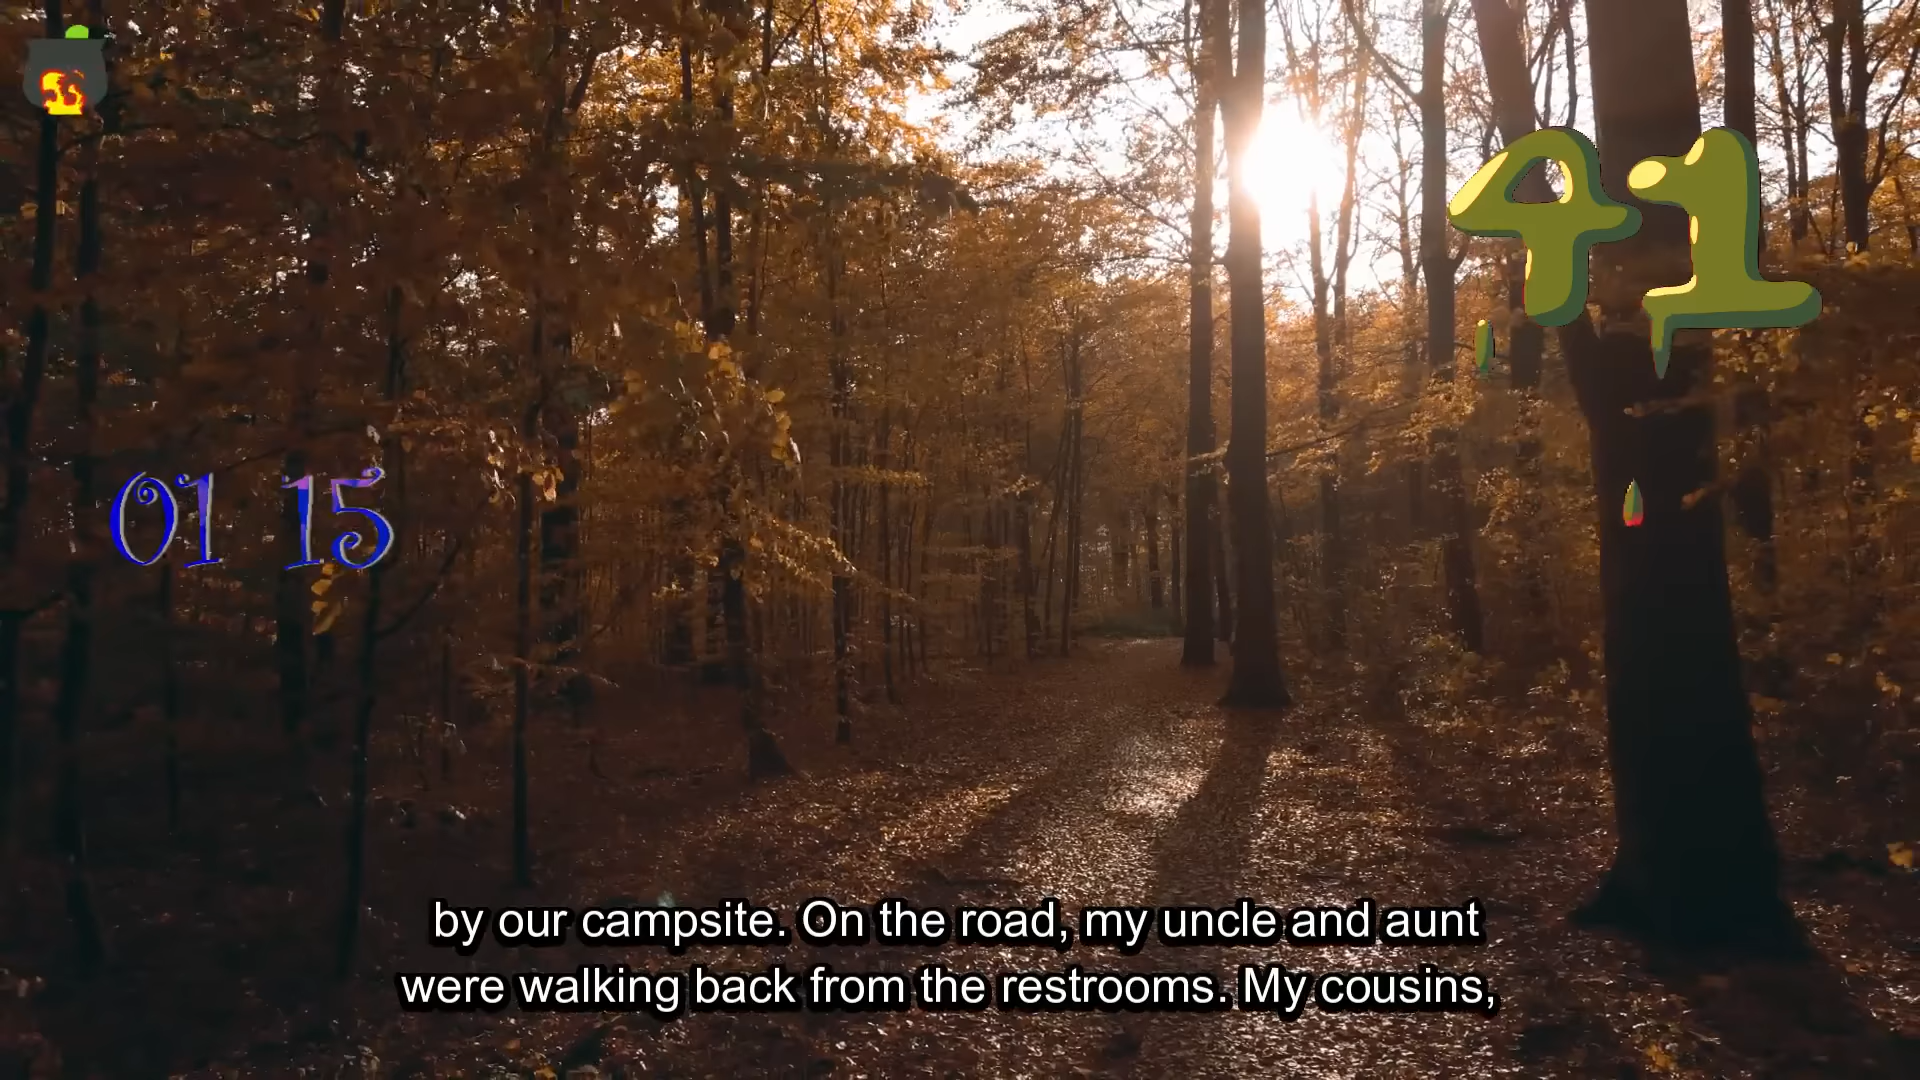 41
01 15
by our campsite. On the road, my uncle and aunt
were walking back from the restrooms. My cousins,